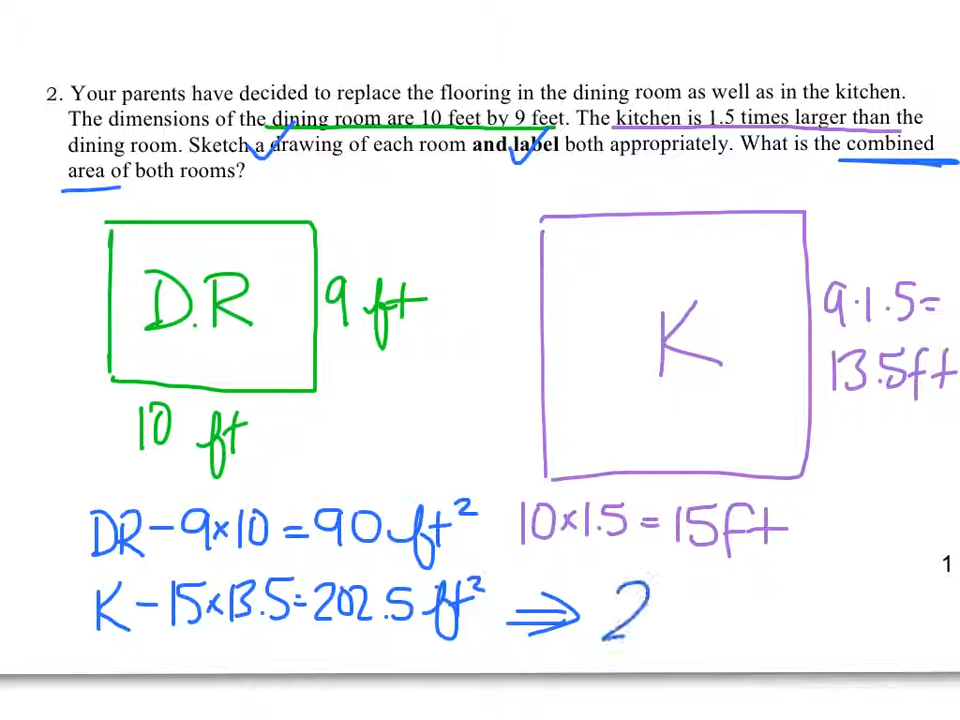 2. Your parents have decided to replace the flooring in the dining room as well as in the kitchen.
The dimensions of the dining room are 10 feet by 9 feet. The kitchen is 1.5 times larger than the
dining room. Sketch a drawing of each room and label both appropriately. What is the combined
area of both rooms?
D.R
9 ft
10 ft
K
9·1.5=
13.5ft
10×1.5=15ft
DR-9×10=90ft²
K-15×13.5=202.5ft² ⇒ 2
1